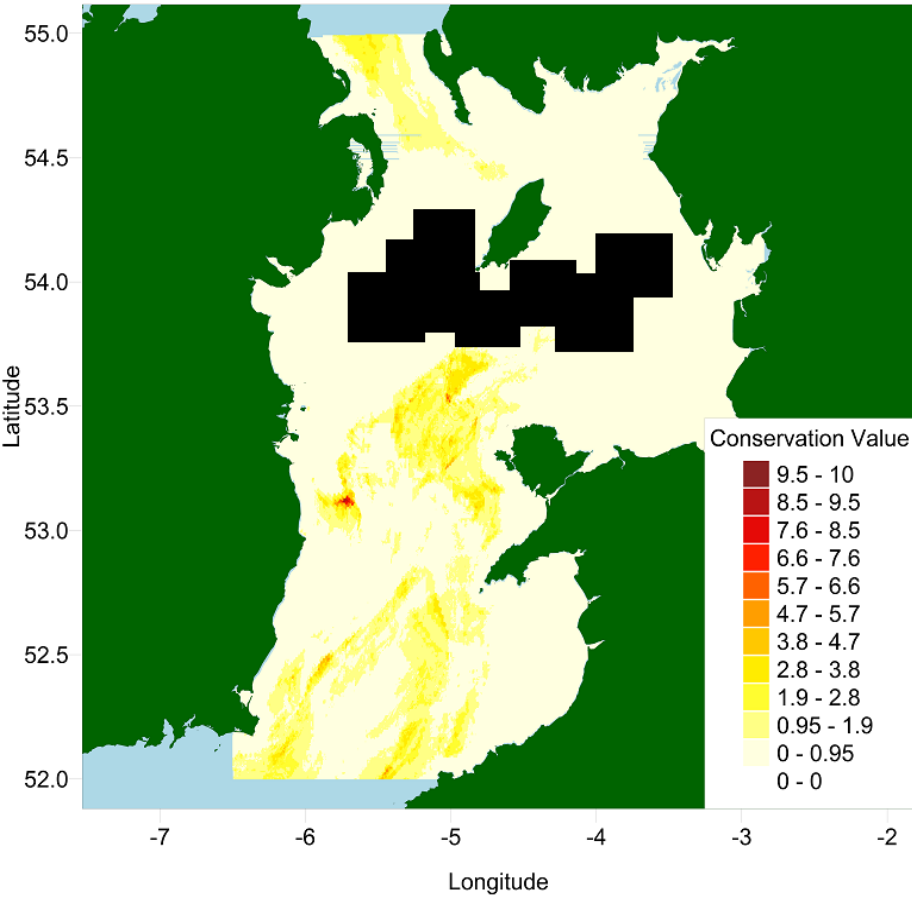 55.0
54.5
54.0
53.5
53.0
52.5
52.0
Latitude
Conservation Value
9.5 - 10
8.5 - 9.5
7.6 - 8.5
6.6 - 7.6
5.7 - 6.6
4.7 - 5.7
3.8 - 4.7
2.8 - 3.8
1.9 - 2.8
0.95 - 1.9
0 - 0.95
0 - 0
-7 -6 -5 -4 -3 -2
Longitude